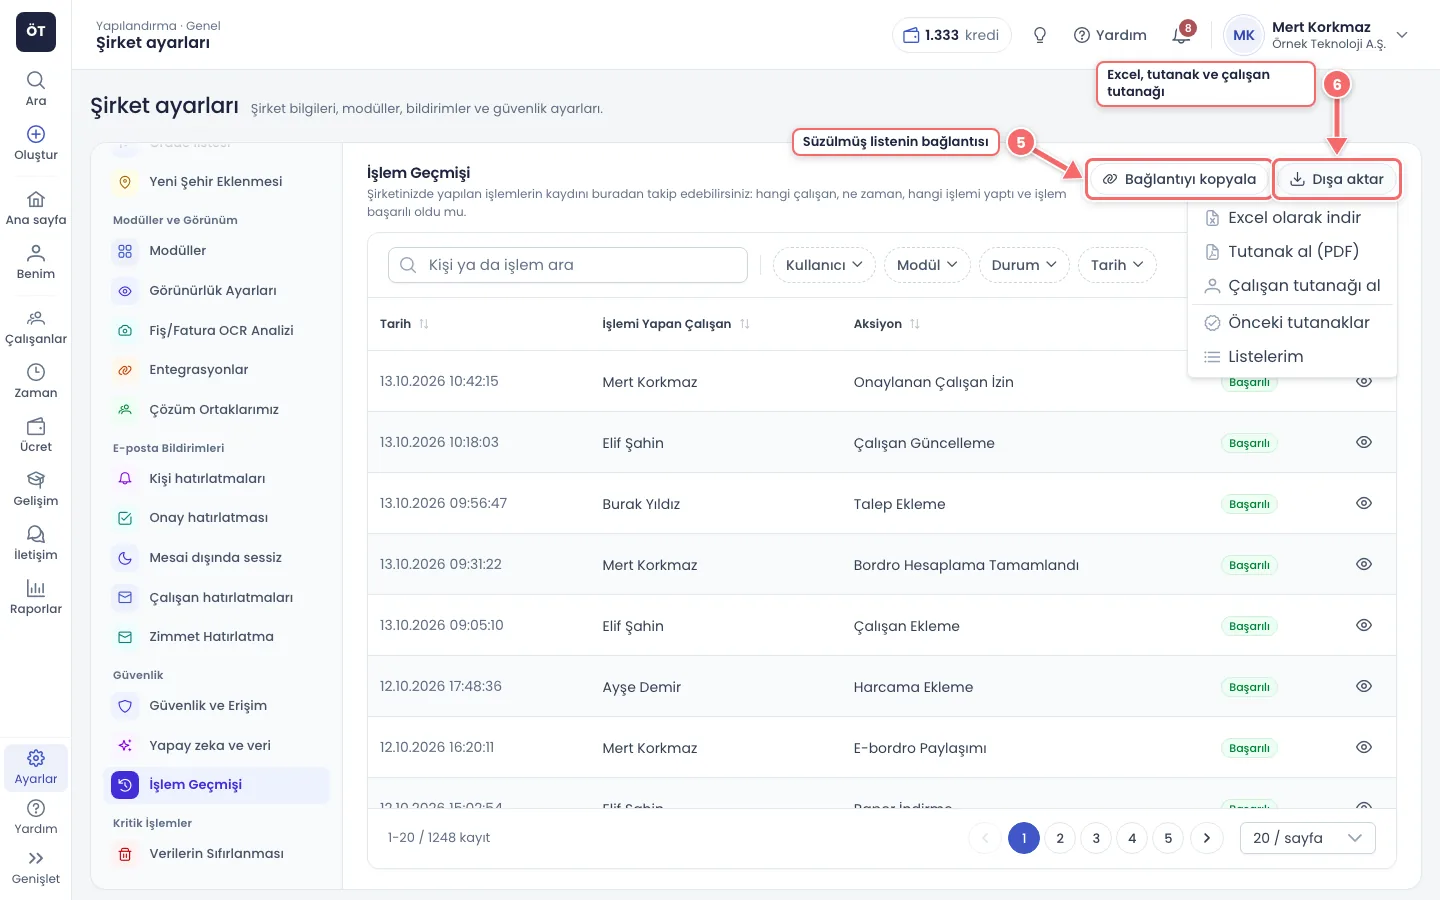 ÖT
Ara
Oluştur
Ana sayfa
Benim
Çalışanlar
Zaman
Ücret
Gelişim
İletişim
Raporlar
Ayarlar
Yardım
Genişlet
Yapılandırma · Genel
Şirket ayarları
1.333 kredi
Yardım
8
MK
Mert Korkmaz
Örnek Teknoloji A.Ş.
Şirket ayarları
Şirket bilgileri, modüller, bildirimler ve güvenlik ayarları.
Excel, tutanak ve çalışan
tutanağı
6
Süzülmüş listenin bağlantısı
5
Yeni Şehir Eklenmesi
Modüller ve Görünüm
Modüller
Görünürlük Ayarları
Fiş/Fatura OCR Analizi
Entegrasyonlar
Çözüm Ortaklarımız
E-posta Bildirimleri
Kişi hatırlatmaları
Onay hatırlatması
Mesai dışında sessiz
Çalışan hatırlatmaları
Zimmet Hatırlatma
Güvenlik
Güvenlik ve Erişim
Yapay zeka ve veri
İşlem Geçmişi
Kritik İşlemler
Verilerin Sıfırlanması
İşlem Geçmişi
Şirketinizde yapılan işlemlerin kaydını buradan takip edebilirsiniz: hangi çalışan, ne zaman, hangi işlemi yaptı ve işlem
başarılı oldu mu.
Bağlantıyı kopyala
Dışa aktar
Excel olarak indir
Tutanak al (PDF)
Çalışan tutanağı al
Önceki tutanaklar
Listelerim
Kişi ya da işlem ara
Kullanıcı
Modül
Durum
Tarih
Tarih İşlemi Yapan Çalışan Aksiyon
13.10.2026 10:42:15 Mert Korkmaz Onaylanan Çalışan İzin Başarılı
13.10.2026 10:18:03 Elif Şahin Çalışan Güncelleme Başarılı
13.10.2026 09:56:47 Burak Yıldız Talep Ekleme Başarılı
13.10.2026 09:31:22 Mert Korkmaz Bordro Hesaplama Tamamlandı Başarılı
13.10.2026 09:05:10 Elif Şahin Çalışan Ekleme Başarılı
12.10.2026 17:48:36 Ayşe Demir Harcama Ekleme Başarılı
12.10.2026 16:20:11 Mert Korkmaz E-bordro Paylaşımı Başarılı
12.10.2026 15:02:54 Elif Şahin Rapor İndirme Başarılı
1-20 / 1248 kayıt
1 2 3 4 5
20 / sayfa